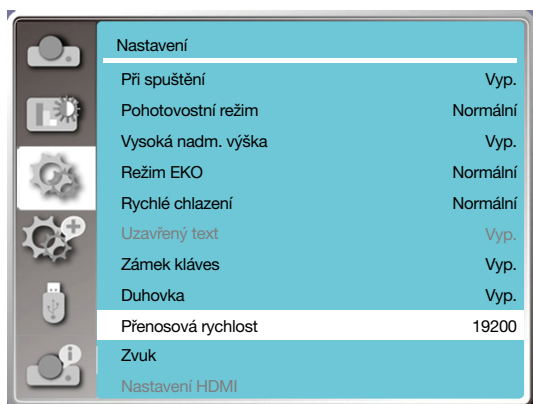 Nastavení
Při spuštění Vyp.
Pohotovostní režim Normální
Vysoká nadm. výška Vyp.
Režim EKO Normální
Rychlé chlazení Normální
Uzavřený text Vyp.
Zámek kláves Vyp.
Duhovka Vyp.
Přenosová rychlost 19200
Zvuk
Nastavení HDMI